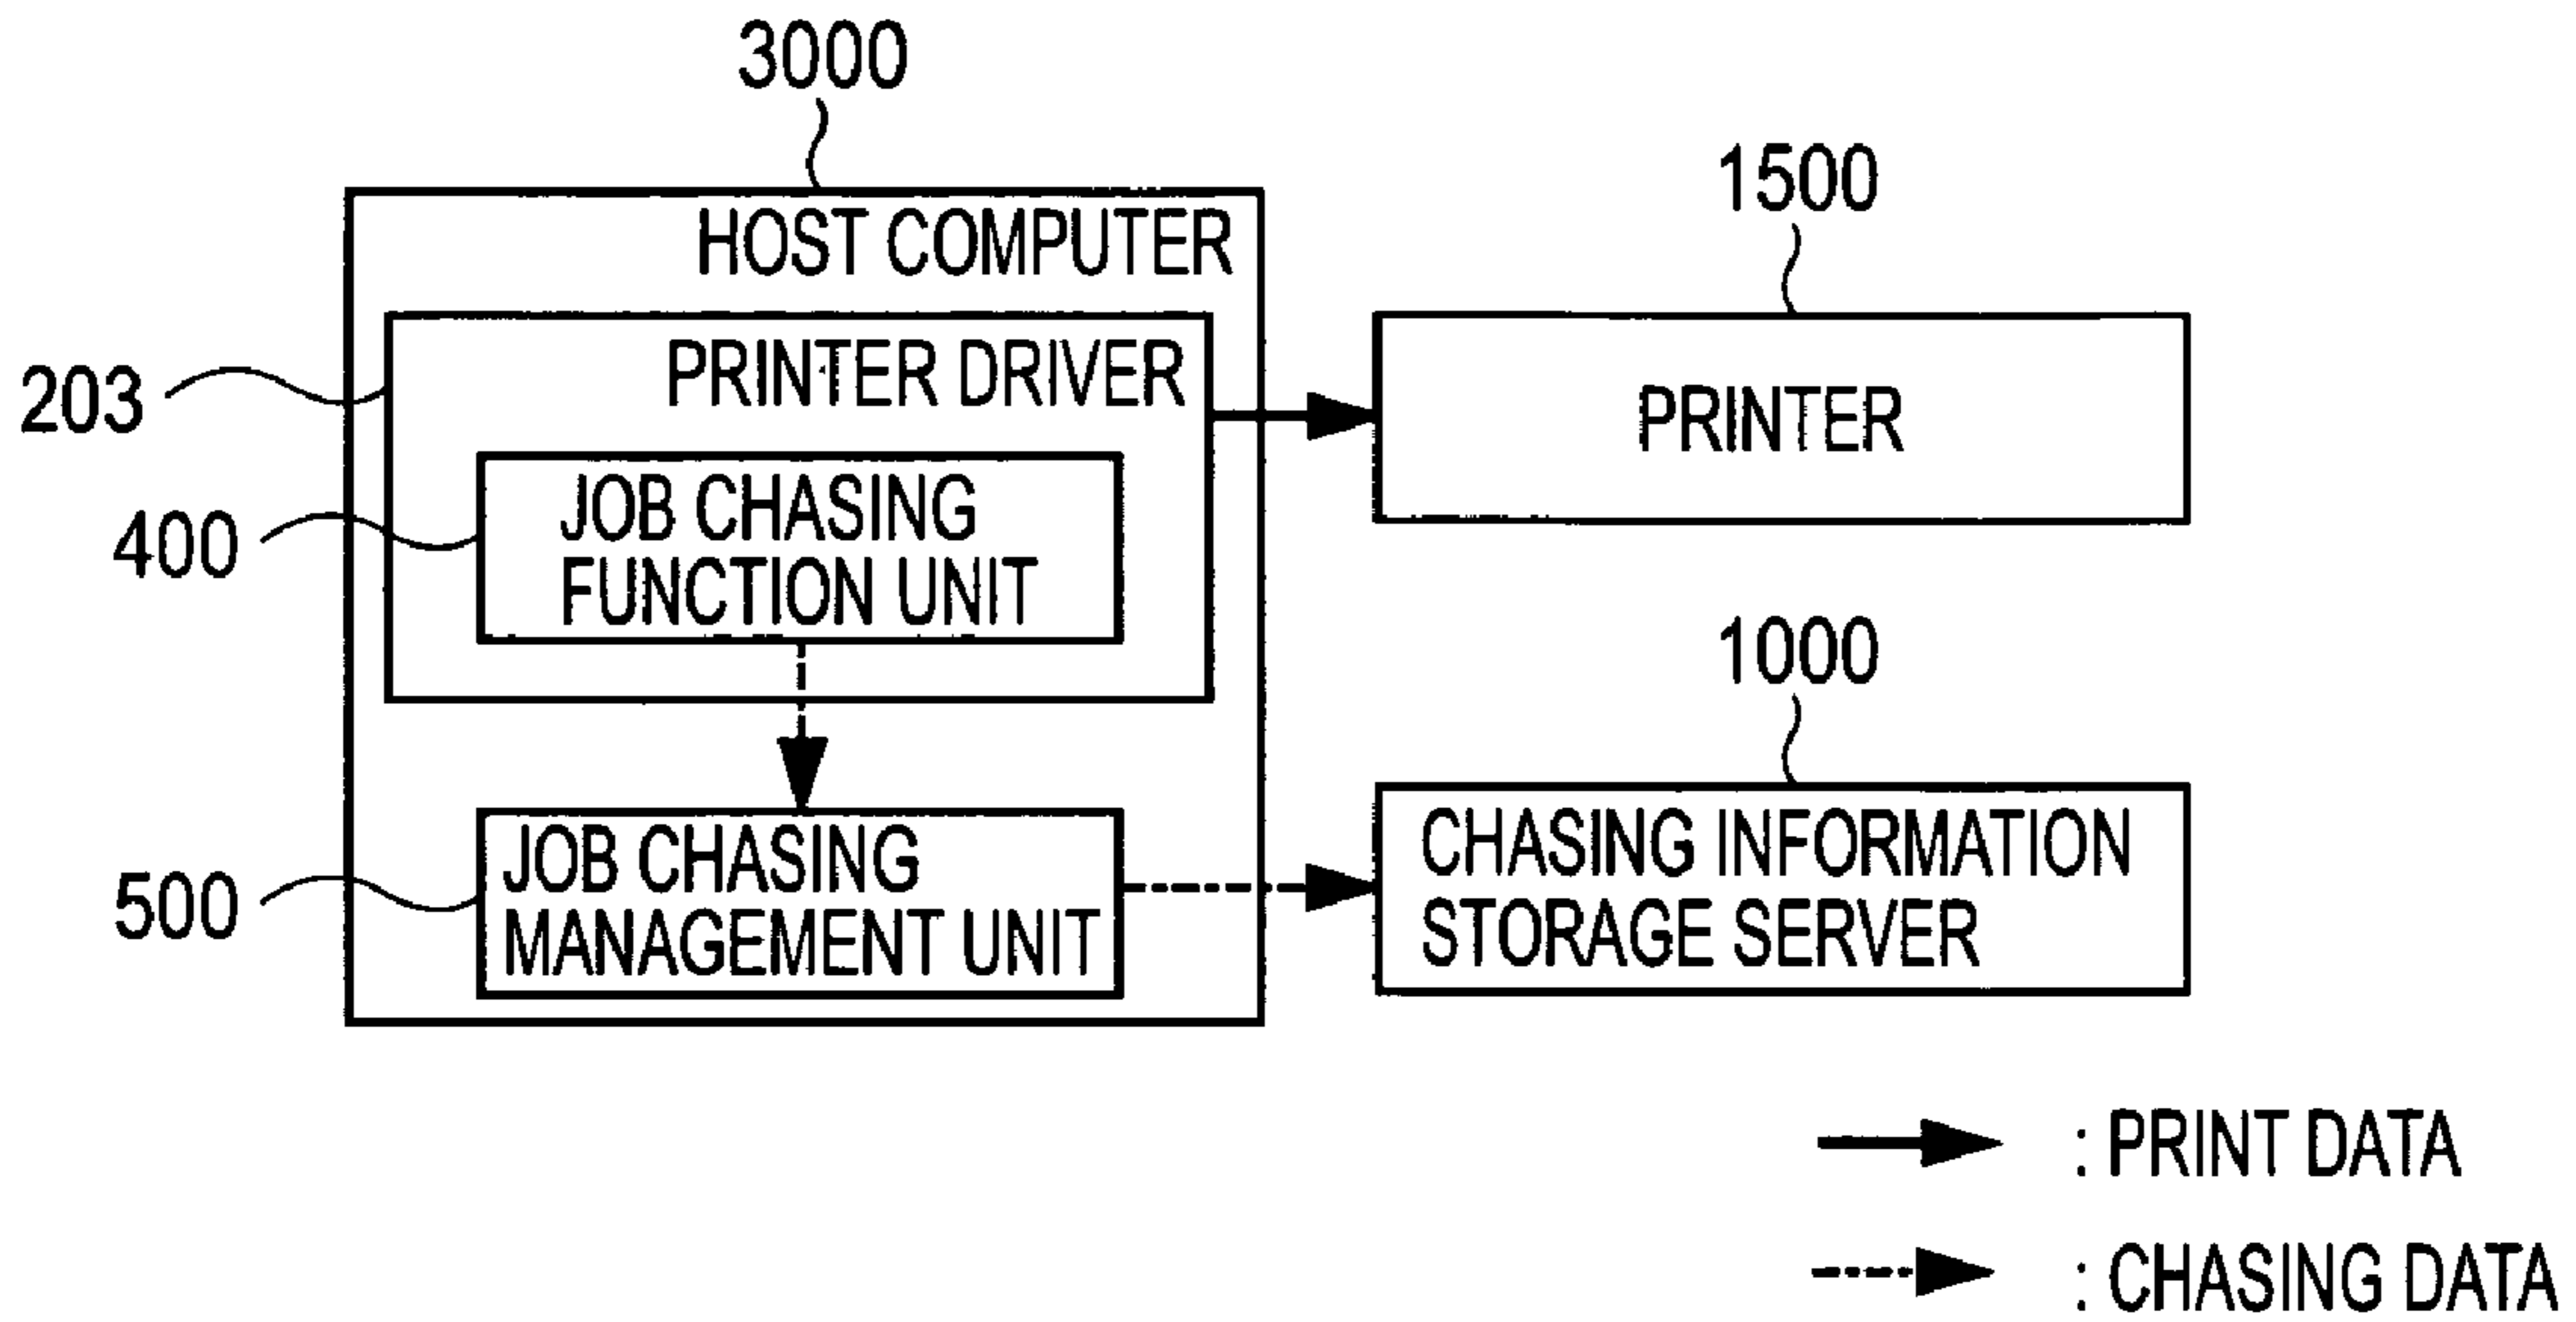 3000
HOST COMPUTER
1500
203
PRINTER DRIVER
PRINTER
400
JOB CHASING
FUNCTION UNIT
1000
500
JOB CHASING
MANAGEMENT UNIT
CHASING INFORMATION
STORAGE SERVER
: PRINT DATA
: CHASING DATA